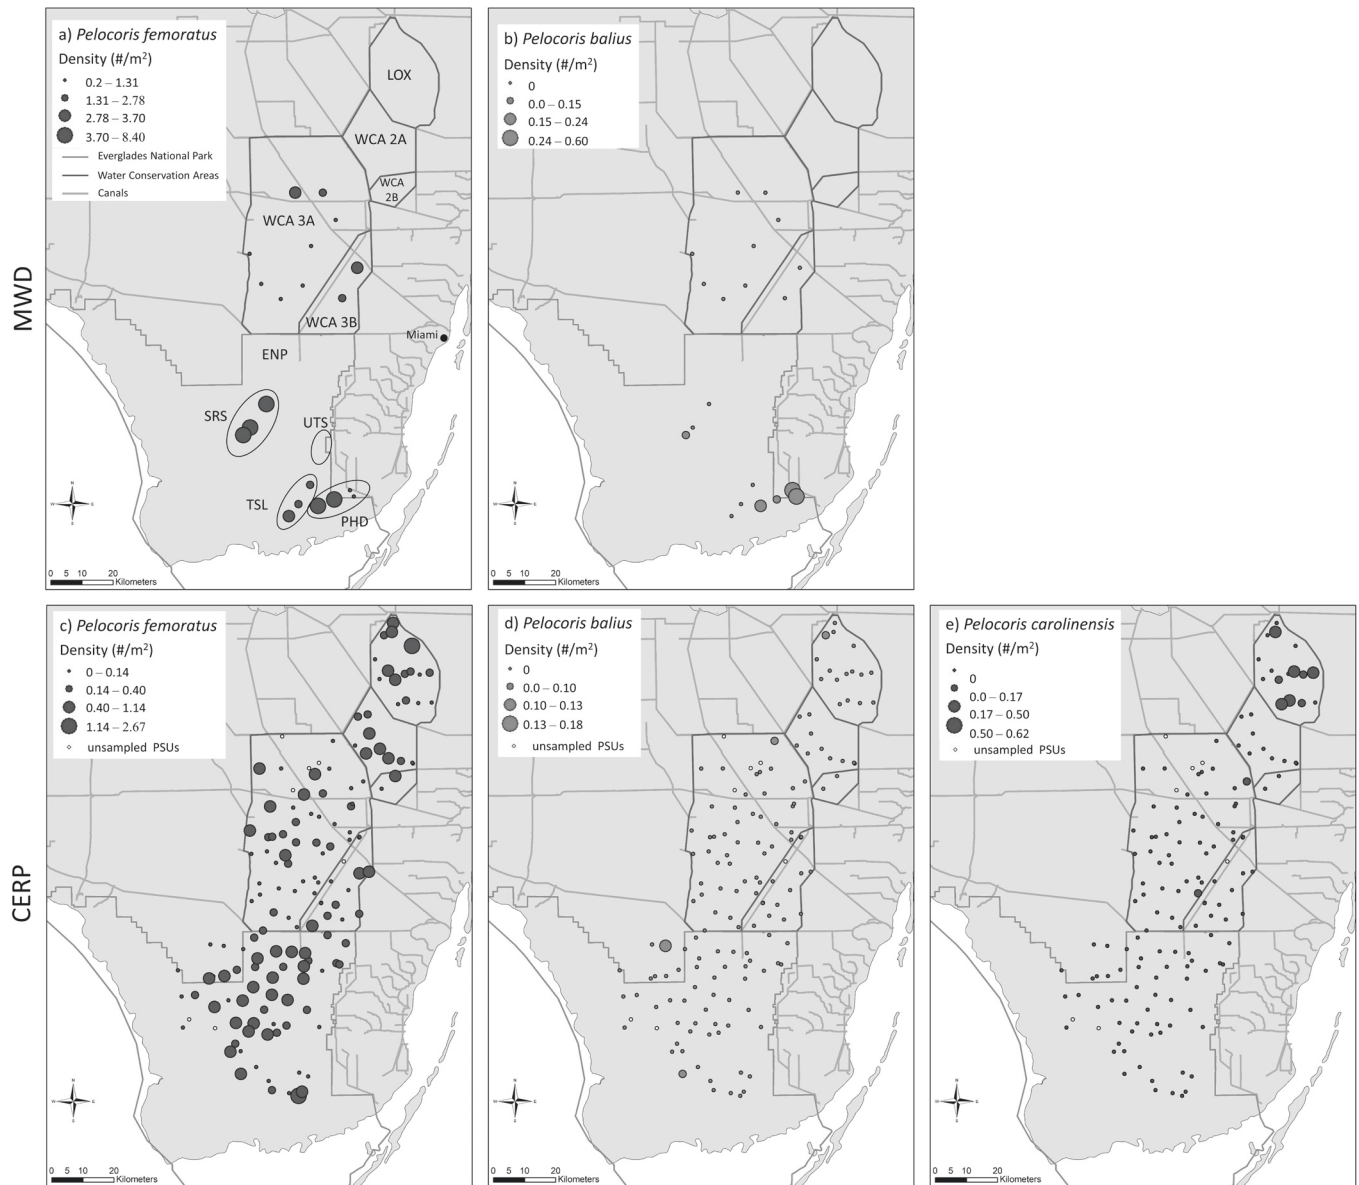 MWD
a) Pelocoris femoratus
Density (#/m²)
0.2 – 1.31
1.31 – 2.78
2.78 – 3.70
3.70 – 8.40
Everglades National Park
Water Conservation Areas
Canals
LOX
WCA 2A
WCA
2B
WCA 3A
WCA 3B
Miami
ENP
SRS
UTS
TSL
PHD
N
W E
S
0 5 10 20
Kilometers
b) Pelocoris balius
Density (#/m²)
0
0.0 – 0.15
0.15 – 0.24
0.24 – 0.60
N
W E
S
0 5 10 20
Kilometers
CERP
c) Pelocoris femoratus
Density (#/m²)
0 – 0.14
0.14 – 0.40
0.40 – 1.14
1.14 – 2.67
unsampled PSUs
N
W E
S
0 5 10 20
Kilometers
d) Pelocoris balius
Density (#/m²)
0
0.0 – 0.10
0.10 – 0.13
0.13 – 0.18
unsampled PSUs
N
W E
S
0 5 10 20
Kilometers
e) Pelocoris carolinensis
Density (#/m²)
0
0.0 – 0.17
0.17 – 0.50
0.50 – 0.62
unsampled PSUs
N
W E
S
0 5 10 20
Kilometers